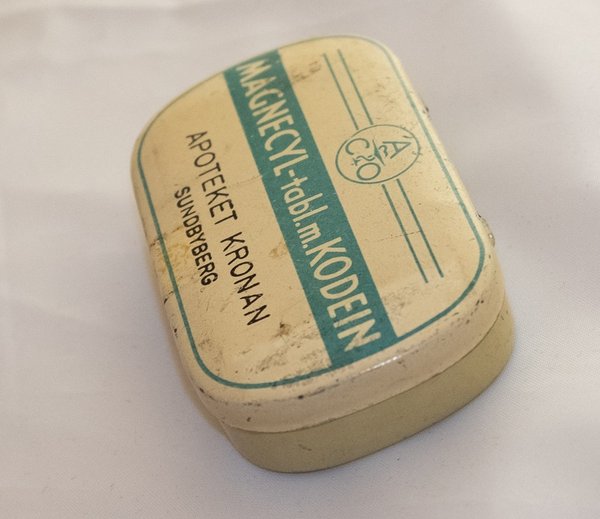 MAGNECYL-tabl.m.KODEIN
APOTEKET KRONAN
SUNDBYBERG